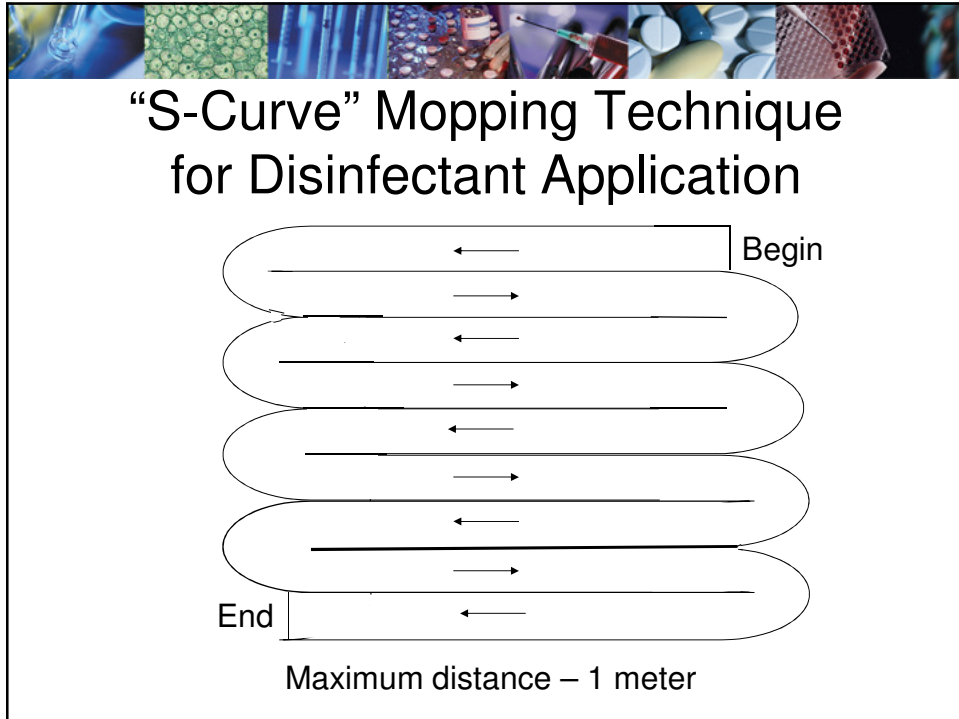 “S-Curve” Mopping Technique
for Disinfectant Application
Begin
End
Maximum distance – 1 meter